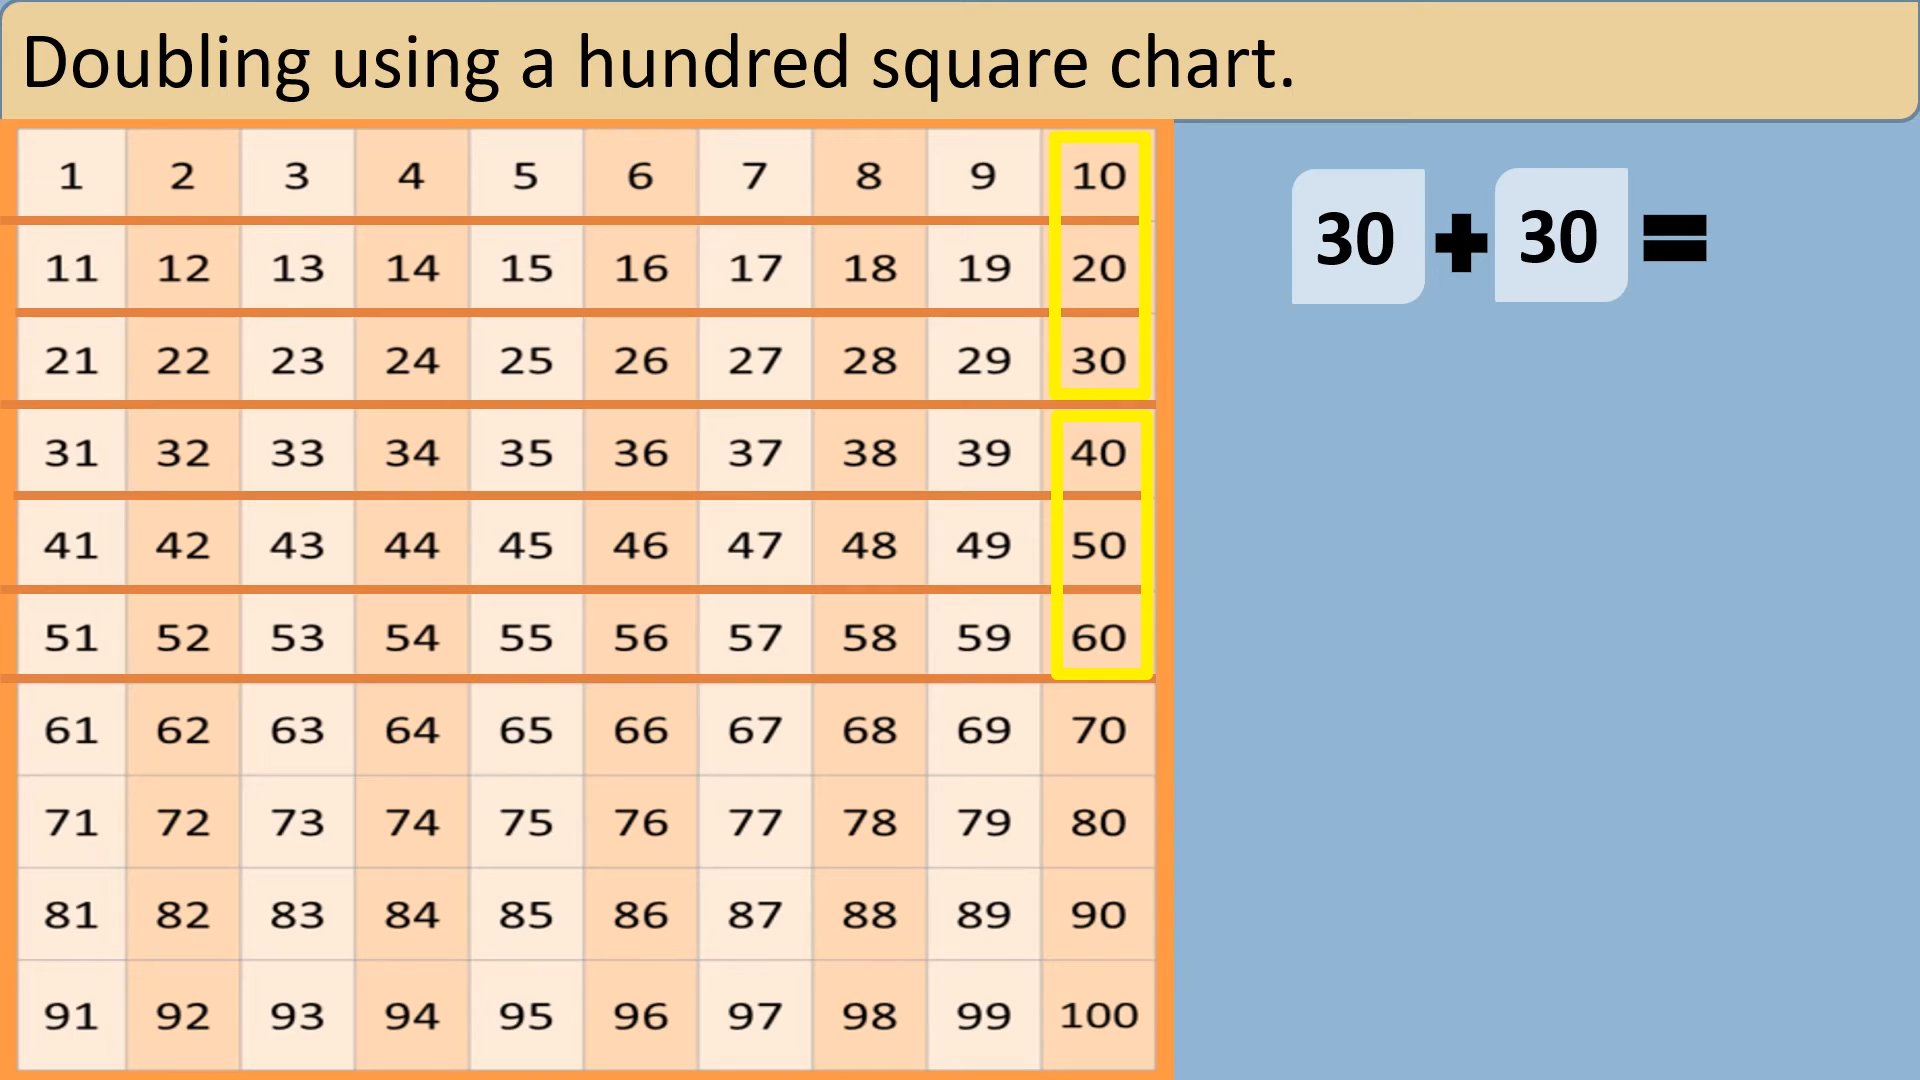 Doubling using a hundred square chart.
1 2 3 4 5 6 7 8 9 10
11 12 13 14 15 16 17 18 19 20
21 22 23 24 25 26 27 28 29 30
31 32 33 34 35 36 37 38 39 40
41 42 43 44 45 46 47 48 49 50
51 52 53 54 55 56 57 58 59 60
61 62 63 64 65 66 67 68 69 70
71 72 73 74 75 76 77 78 79 80
81 82 83 84 85 86 87 88 89 90
91 92 93 94 95 96 97 98 99 100
30 + 30 =